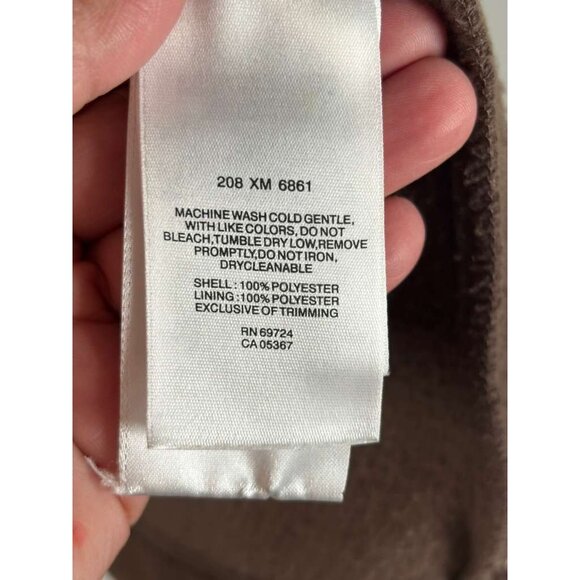 208 XM 6861
MACHINE WASH COLD GENTLE,
WITH LIKE COLORS, DO NOT
BLEACH,TUMBLE DRY LOW,REMOVE
PROMPTLY,DO NOT IRON,
DRYCLEANABLE
SHELL : 100% POLYESTER
LINING :100% POLYESTER
EXCLUSIVE OF TRIMMING
RN 69724
CA 05367